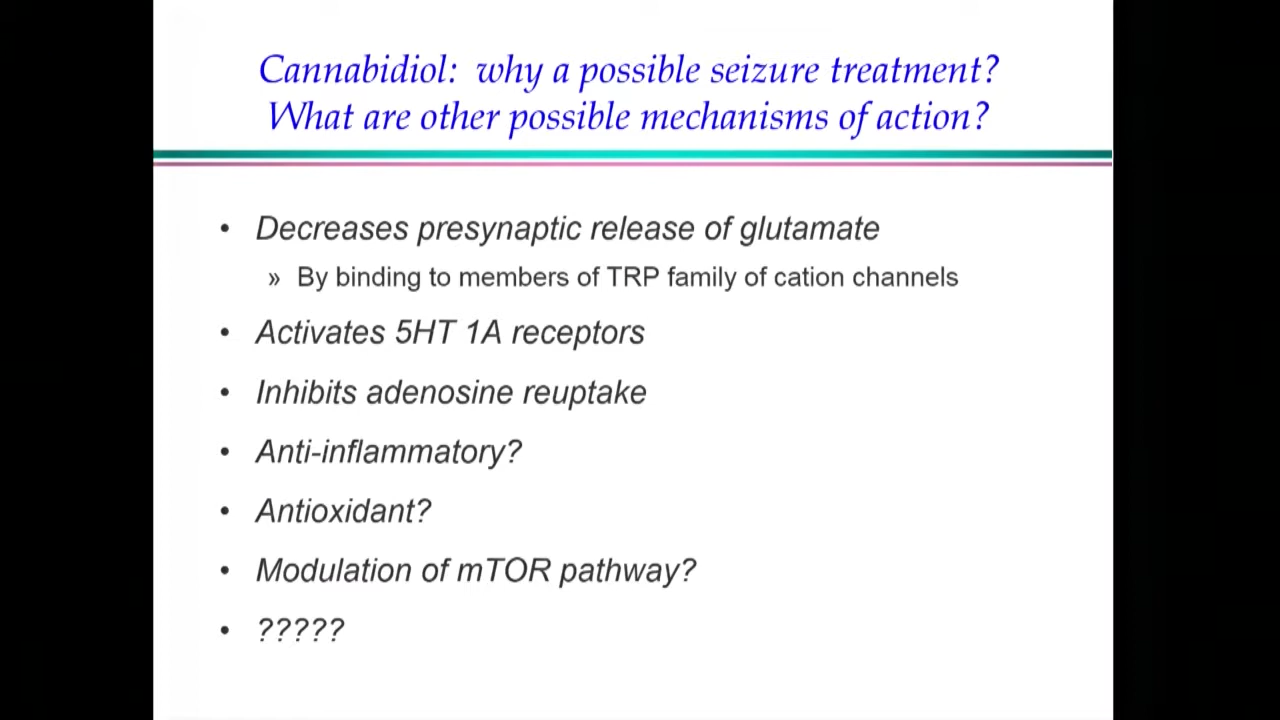 Cannabidiol: why a possible seizure treatment?
What are other possible mechanisms of action?
• Decreases presynaptic release of glutamate
» By binding to members of TRP family of cation channels
• Activates 5HT 1A receptors
• Inhibits adenosine reuptake
• Anti-inflammatory?
• Antioxidant?
• Modulation of mTOR pathway?
• ?????